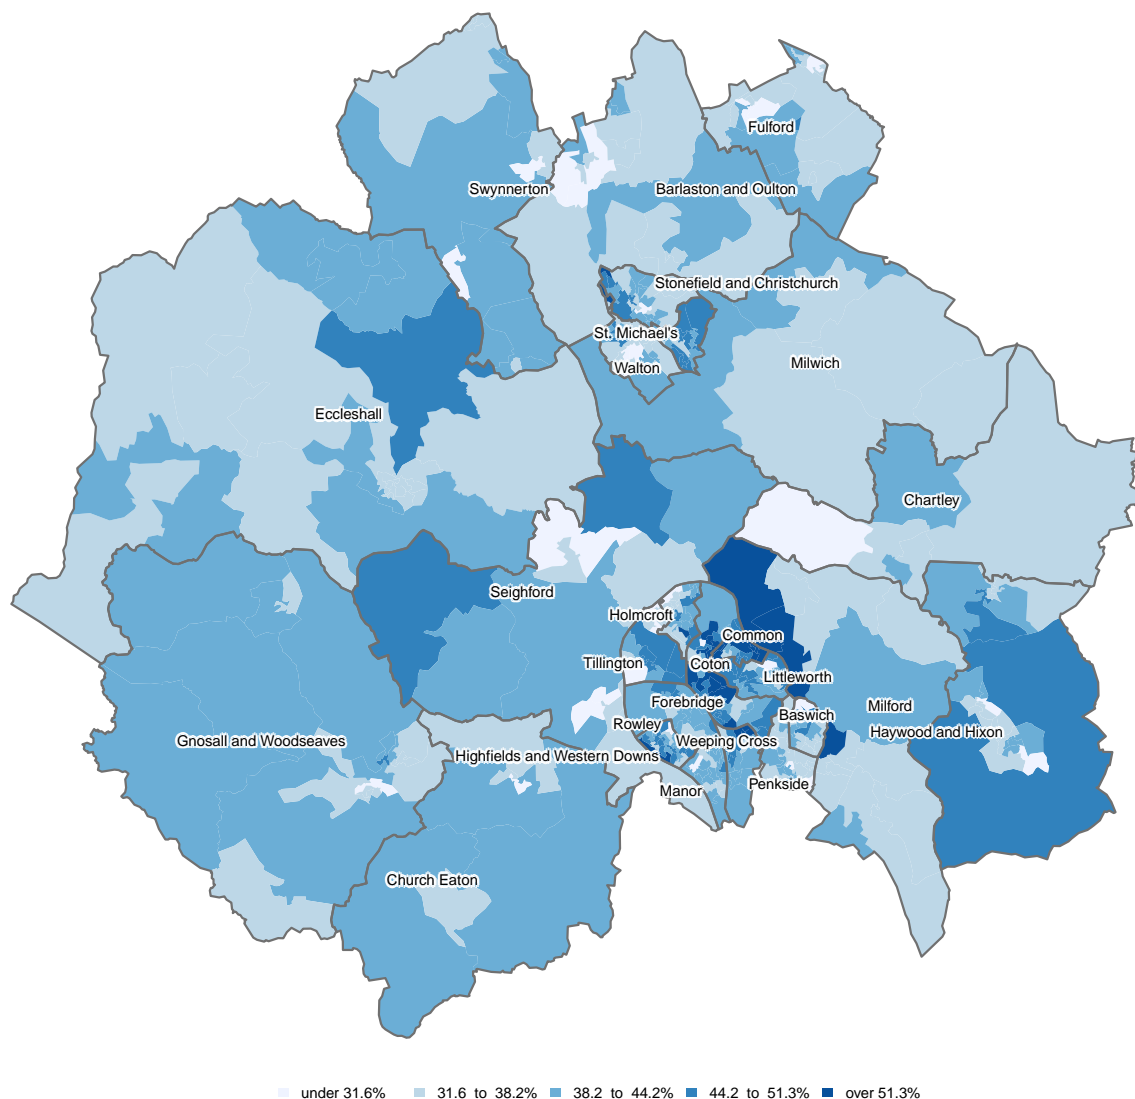 Fulford
Swynnerton
Barlaston and Oulton
Stonefield and Christchurch
St. Michael's
Milwich
Walton
Eccleshall
Chartley
Seighford
Holmcroft
Common
Tillington
Coton
Littleworth
Forebridge
Milford
Baswich
Rowley
Haywood and Hixon
Gnosall and Woodseaves
Weeping Cross
Highfields and Western Downs
Penkside
Manor
Church Eaton
under 31.6% 31.6 to 38.2% 38.2 to 44.2% 44.2 to 51.3% over 51.3%